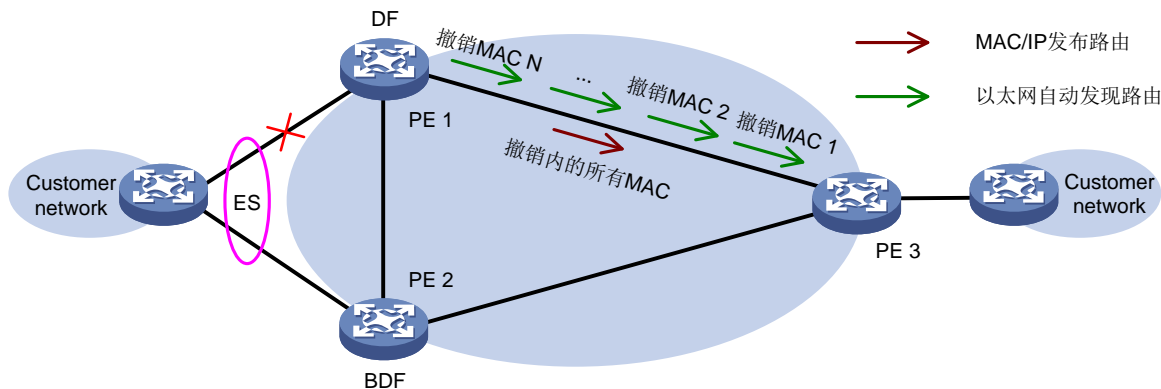 DF
撤销MAC N
...
撤销MAC 2
撤销MAC 1
撤销内的所有MAC
MAC/IP发布路由
以太网自动发现路由
PE 1
Customer
network
ES
Customer
network
PE 3
PE 2
BDF